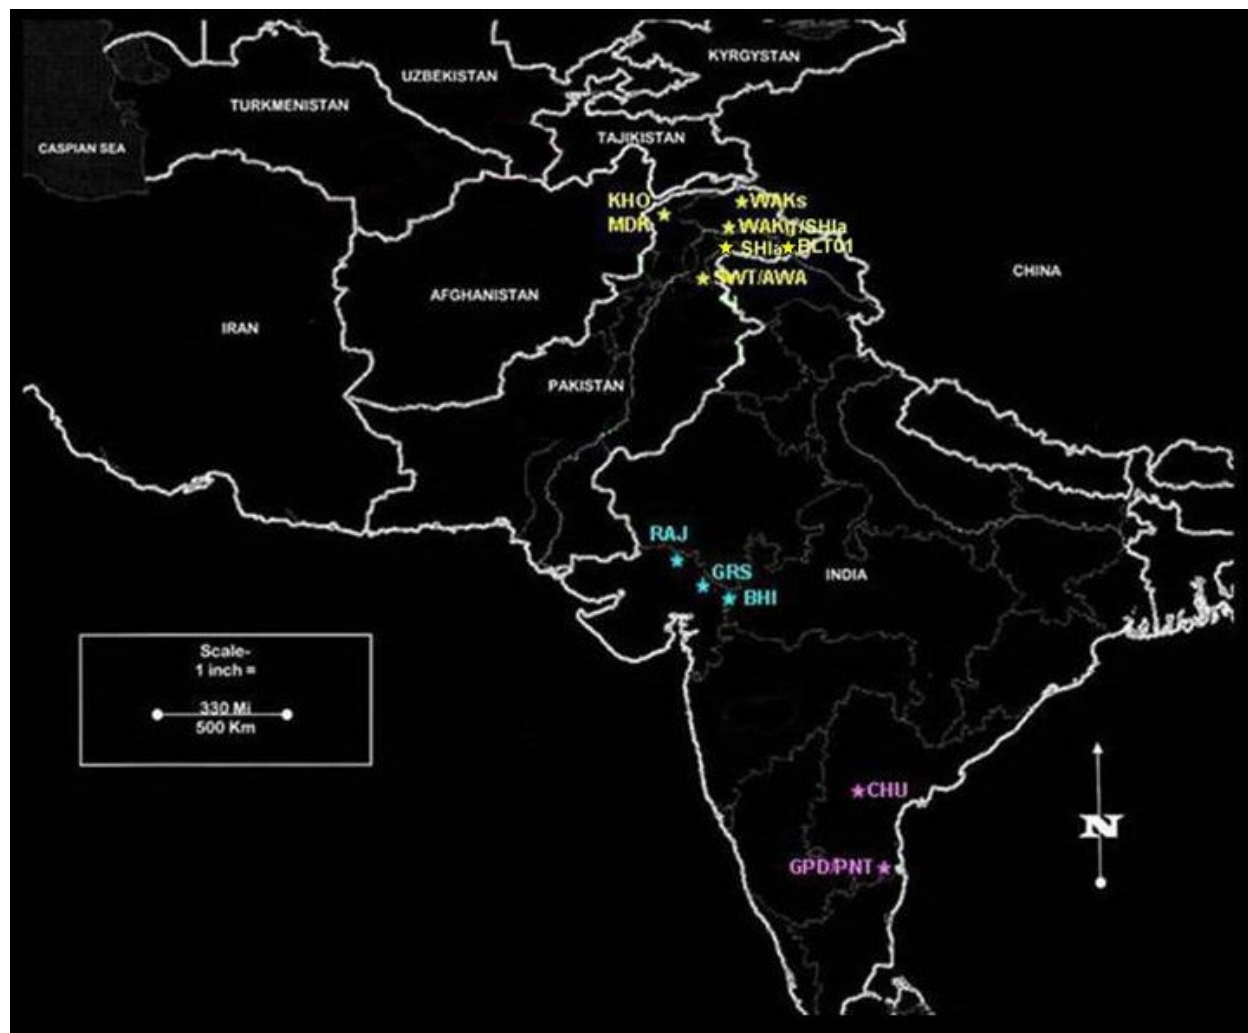 KYRGYSTAN
UZBEKISTAN
TURKMENISTAN
TAJIKISTAN
CASPIAN SEA
KHO
WAKs
MDK
SHIa
BLT01
CHINA
SWT/AWA
AFGHANISTAN
IRAN
PAKISTAN
RAJ
GRS
INDIA
BHI
Scale-
1 inch =
330 Mi
500 Km
CHU
N
GPD/PNT